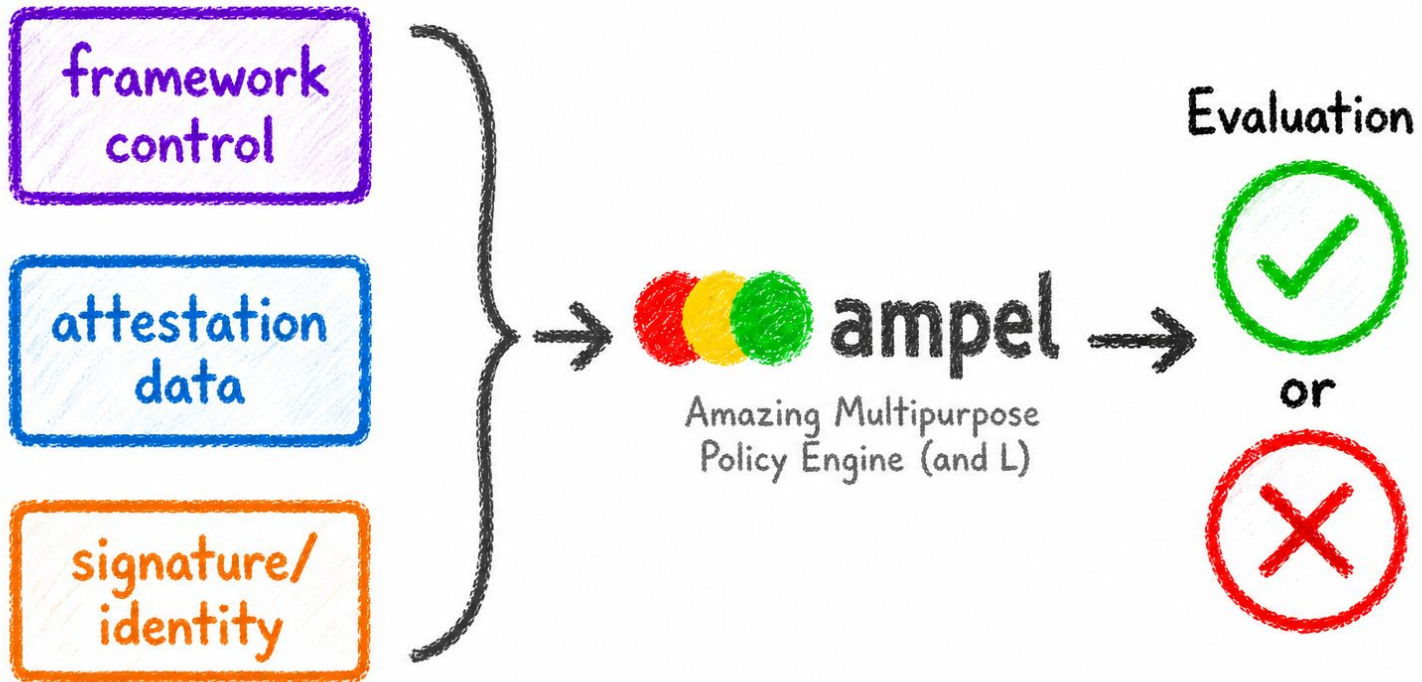 framework
control
attestation
data
signature/
identity
ampel
Amazing Multipurpose
Policy Engine (and L)
Evaluation
or